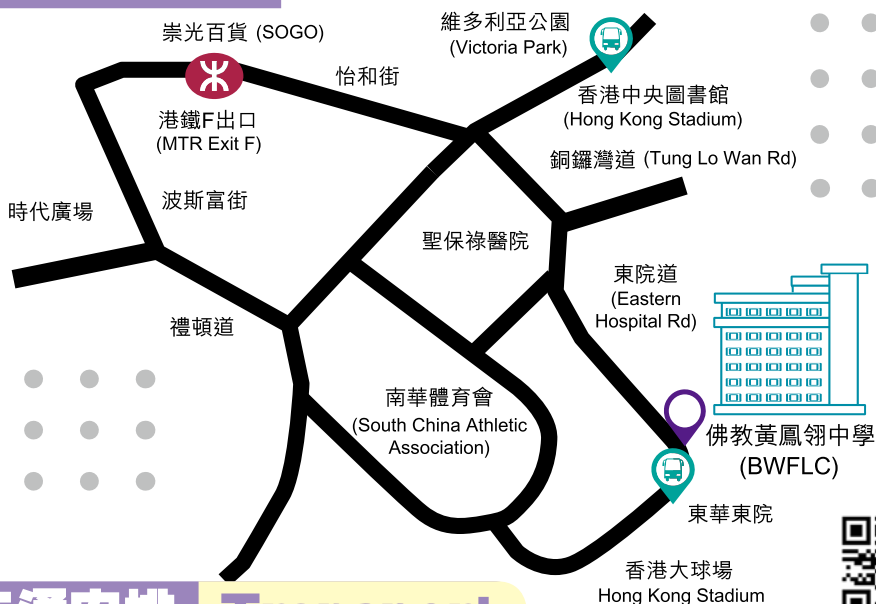 崇光百貨 (SOGO)
維多利亞公園
(Victoria Park)
怡和街
香港中央圖書館
(Hong Kong Stadium)
港鐵F出口
(MTR Exit F)
銅鑼灣道 (Tung Lo Wan Rd)
時代廣場
波斯富街
聖保祿醫院
東院道
(Eastern
Hospital Rd)
禮頓道
南華體育會
(South China Athletic
Association)
佛教黃鳳翎中學
(BWFLC)
東華東院
香港大球場
Hong Kong Stadium